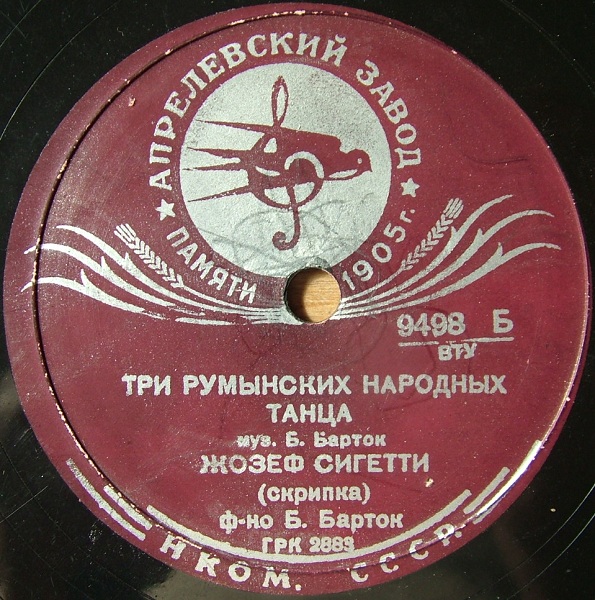 ★ АПРЕЛЕВСКИЙ ЗАВОД ★
ПАМЯТИ 1905 г.
9498 Б
ВТУ
ТРИ РУМЫНСКИХ НАРОДНЫХ
ТАНЦА
муз. Б. Барток
ЖОЗЕФ СИГЕТТИ
(скрипка)
ф-но Б. Барток
ГРК 2883
НКОМ. СССР.